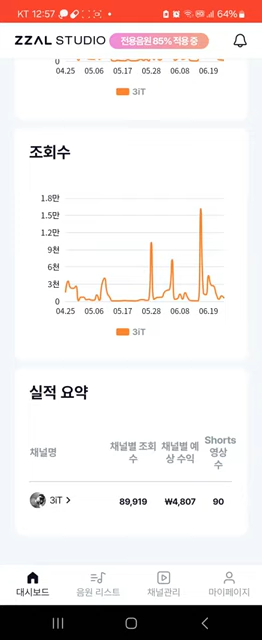 KT 12:57 64%
ZZAL STUDIO 전용음원 85% 적용 중
0
04.25 05.06 05.17 05.28 06.08 06.19
3iT
조회수
1.8만
1.5만
1.2만
9천
6천
3천
0
04.25 05.06 05.17 05.28 06.08 06.19
3iT
실적 요약
채널명 채널별 조회수 채널별 예상 수익 Shorts 영상 수
3iT > 89,919 ₩4,807 90
대시보드 음원 리스트 채널관리 마이페이지